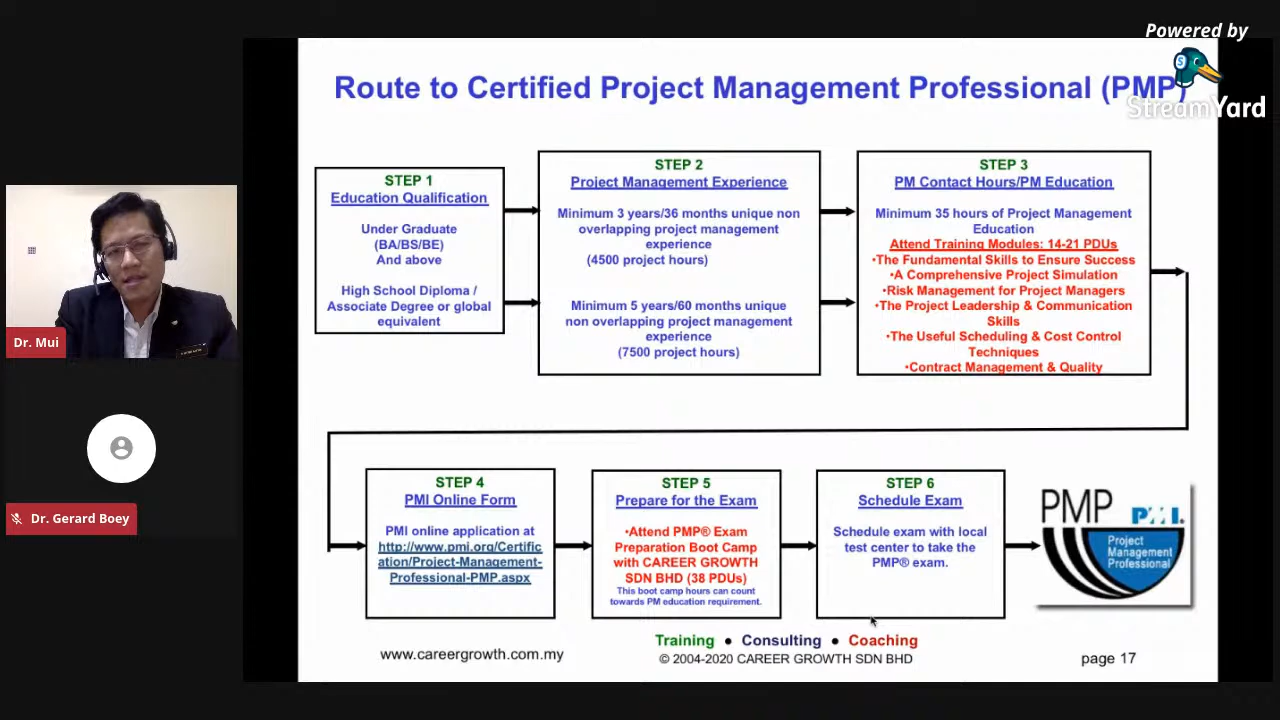 Powered by
StreamYard
Route to Certified Project Management Professional (PMP)
STEP 1
Education Qualification
Under Graduate
(BA/BS/BE)
And above
High School Diploma /
Associate Degree or global
equivalent
STEP 2
Project Management Experience
Minimum 3 years/36 months unique non
overlapping project management
experience
(4500 project hours)
Minimum 5 years/60 months unique
non overlapping project management
experience
(7500 project hours)
STEP 3
PM Contact Hours/PM Education
Minimum 35 hours of Project Management
Education
Attend Training Modules: 14-21 PDUs
•The Fundamental Skills to Ensure Success
•A Comprehensive Project Simulation
•Risk Management for Project Managers
•The Project Leadership & Communication
Skills
•The Useful Scheduling & Cost Control
Techniques
•Contract Management & Quality
Dr. Mui
Dr. Gerard Boey
STEP 4
PMI Online Form
PMI online application at
http://www.pmi.org/Certific
ation/Project-Management-
Professional-PMP.aspx
STEP 5
Prepare for the Exam
•Attend PMP® Exam
Preparation Boot Camp
with CAREER GROWTH
SDN BHD (38 PDUs)
This boot camp hours can count
towards PM education requirement.
STEP 6
Schedule Exam
Schedule exam with local
test center to take the
PMP® exam.
PMP
PMI.
Project
Management
Professional
Training ● Consulting ● Coaching
www.careergrowth.com.my
© 2004-2020 CAREER GROWTH SDN BHD
page 17